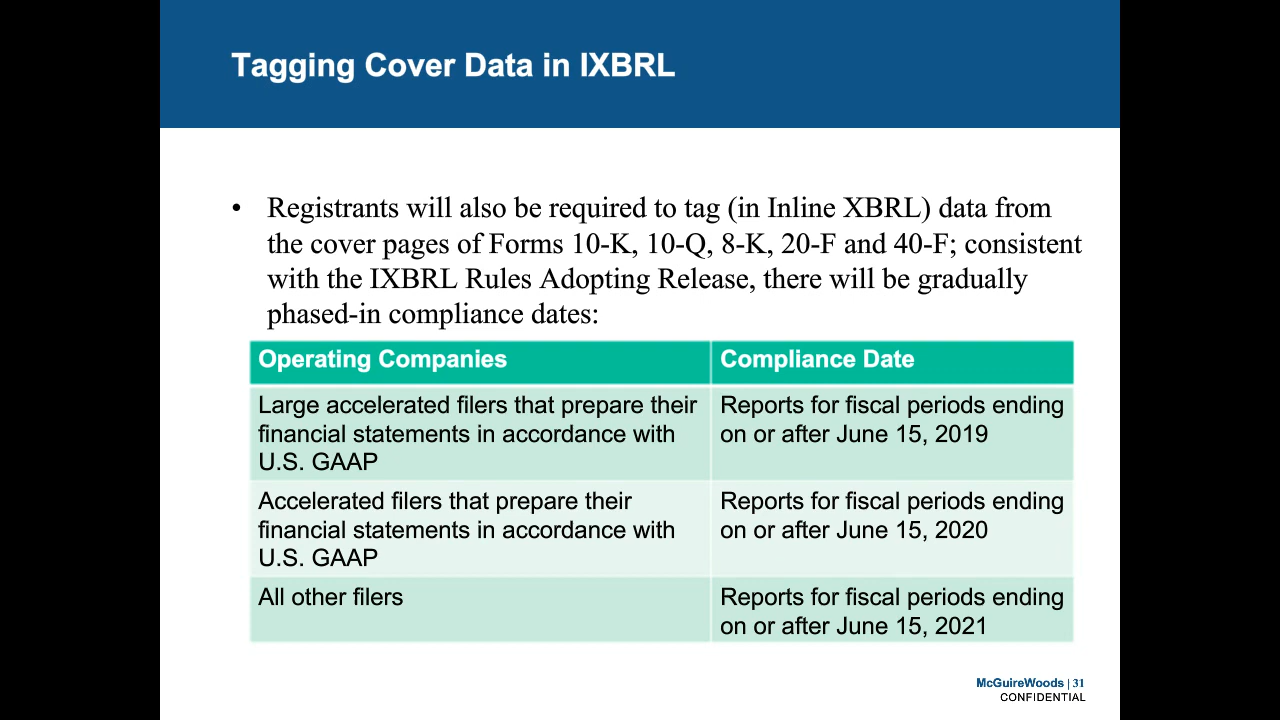 Tagging Cover Data in IXBRL
• Registrants will also be required to tag (in Inline XBRL) data from
the cover pages of Forms 10-K, 10-Q, 8-K, 20-F and 40-F; consistent
with the IXBRL Rules Adopting Release, there will be gradually
phased-in compliance dates:
Operating Companies
Compliance Date
Large accelerated filers that prepare their
financial statements in accordance with
U.S. GAAP
Reports for fiscal periods ending
on or after June 15, 2019
Accelerated filers that prepare their
financial statements in accordance with
U.S. GAAP
Reports for fiscal periods ending
on or after June 15, 2020
All other filers
Reports for fiscal periods ending
on or after June 15, 2021
McGuireWoods | 31
CONFIDENTIAL